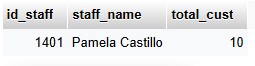 id_staff staff_name total_cust
1401 Pamela Castillo 10